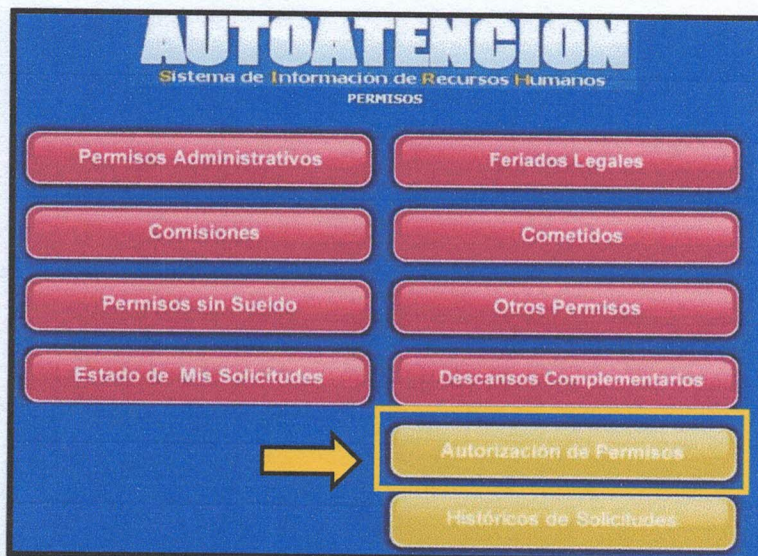 AUTOATENCION
Sistema de Información de Recursos Humanos
PERMISOS
Permisos Administrativos
Feriados Legales
Comisiones
Cometidos
Permisos sin Sueldo
Otros Permisos
Estado de Mis Solicitudes
Descansos Complementarios
Autorización de Permisos
Históricos de Solicitudes